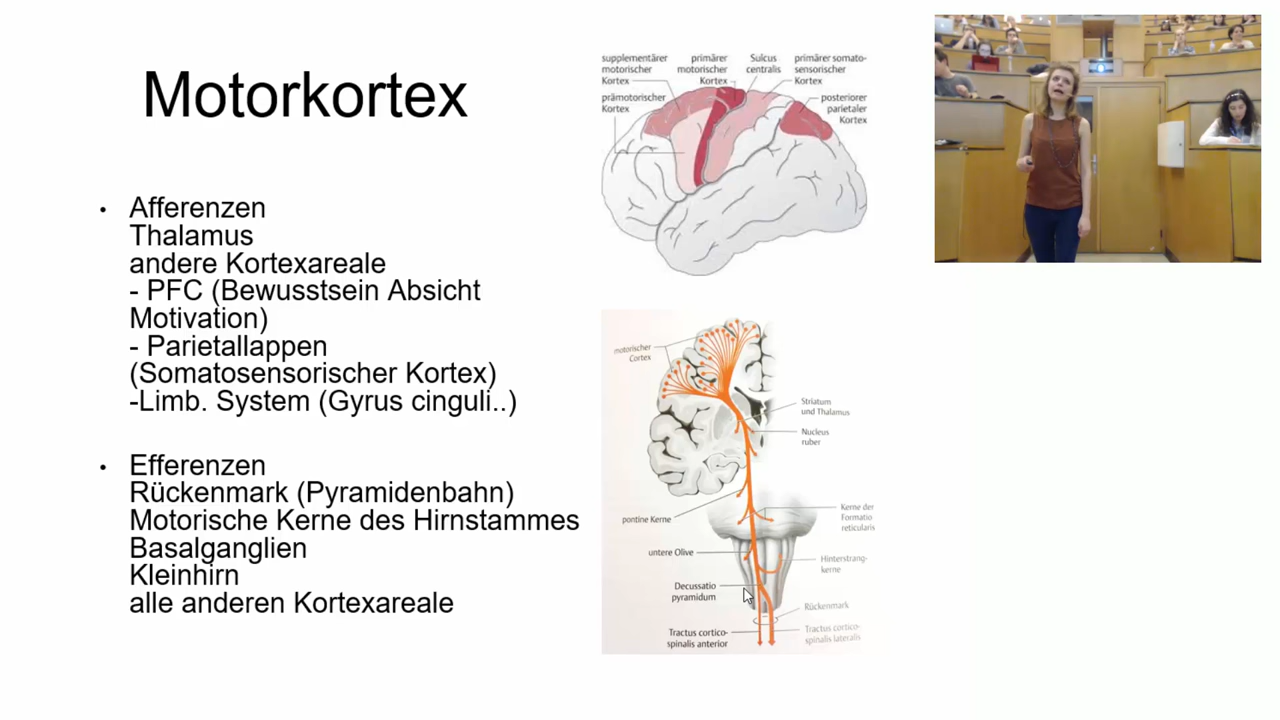 Motorkortex
• Afferenzen
Thalamus
andere Kortexareale
- PFC (Bewusstsein Absicht
Motivation)
- Parietallappen
(Somatosensorischer Kortex)
-Limb. System (Gyrus cinguli..)
• Efferenzen
Rückenmark (Pyramidenbahn)
Motorische Kerne des Hirnstammes
Basalganglien
Kleinhirn
alle anderen Kortexareale
supplementärer
motorischer
Kortex
primärer
motorischer
Kortex
Sulcus
centralis
primärer somato-
sensorischer
Kortex
prämotorischer
Kortex
posteriorer
parietaler
Kortex
motorischer
Cortex
Striatum
und Thalamus
Nucleus
ruber
pontine Kerne
Kerne der
Formatio
reticularis
untere Olive
Hinterstrang-
kerne
Decussatio
pyramidum
Rückenmark
Tractus cortico-
spinalis anterior
Tractus cortico-
spinalis lateralis